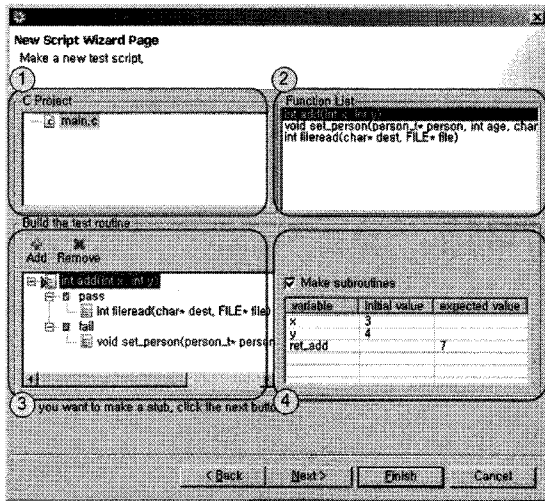 New Script Wizard Page
Make a new test script,
1
2
C Project
Function List
main.c
int add(int x, int y)
void set_person(person_t* person, int age, char
int fileread(char* dest, FILE* file)
Build the test routine
Add Remove
int add(int x, int y)
pass
int fileread(char* dest, FILE* file)
fail
void set_person(person_t* person
Make subroutines
variable initial value expected value
x 3
y 4
ret_add 7
3 you want to make a stub, click the next butto 4
< Back Next > Finish Cancel